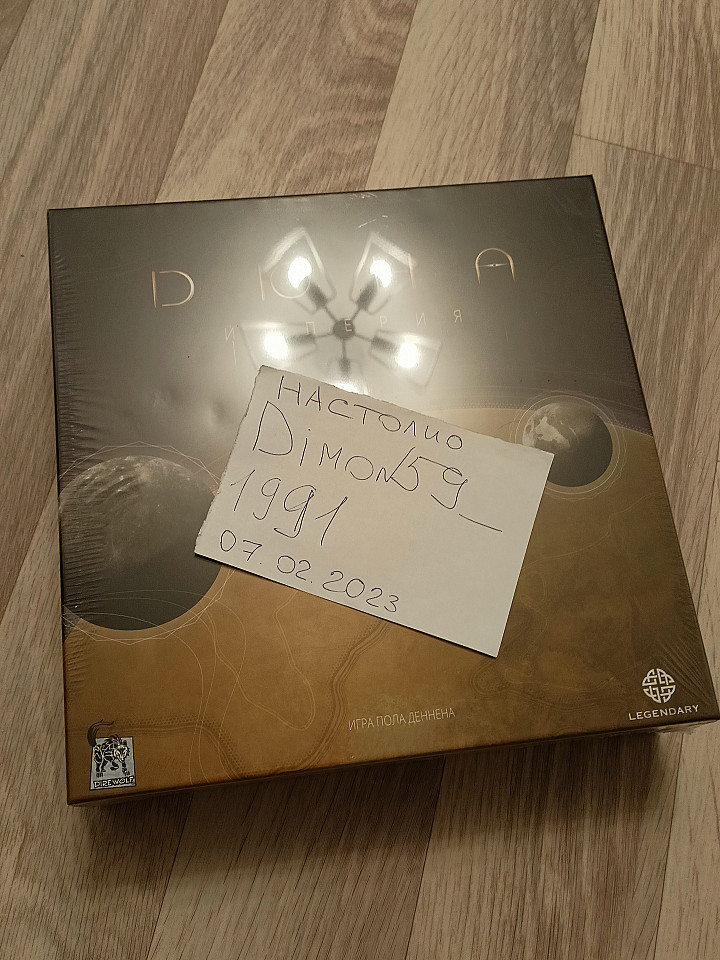 ДЮНА
ИМПЕРИЯ
НАСТОЛИО
Dimon59_
1991
07.02.2023
ИГРА ПОЛА ДЕННЕНА
LEGENDARY
DIREWOLF